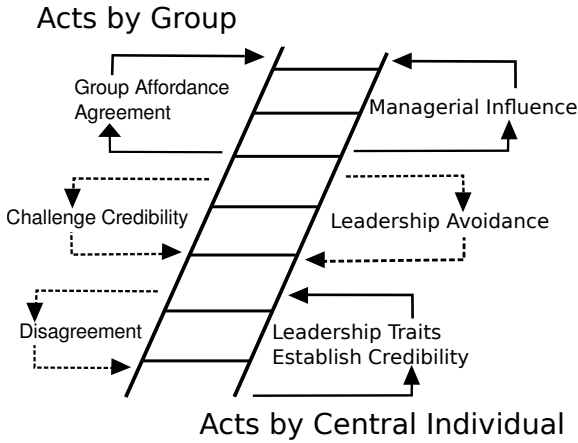 Acts by Group
Group Affordance
Agreement
Managerial Influence
Challenge Credibility
Leadership Avoidance
Disagreement
Leadership Traits
Establish Credibility
Acts by Central Individual